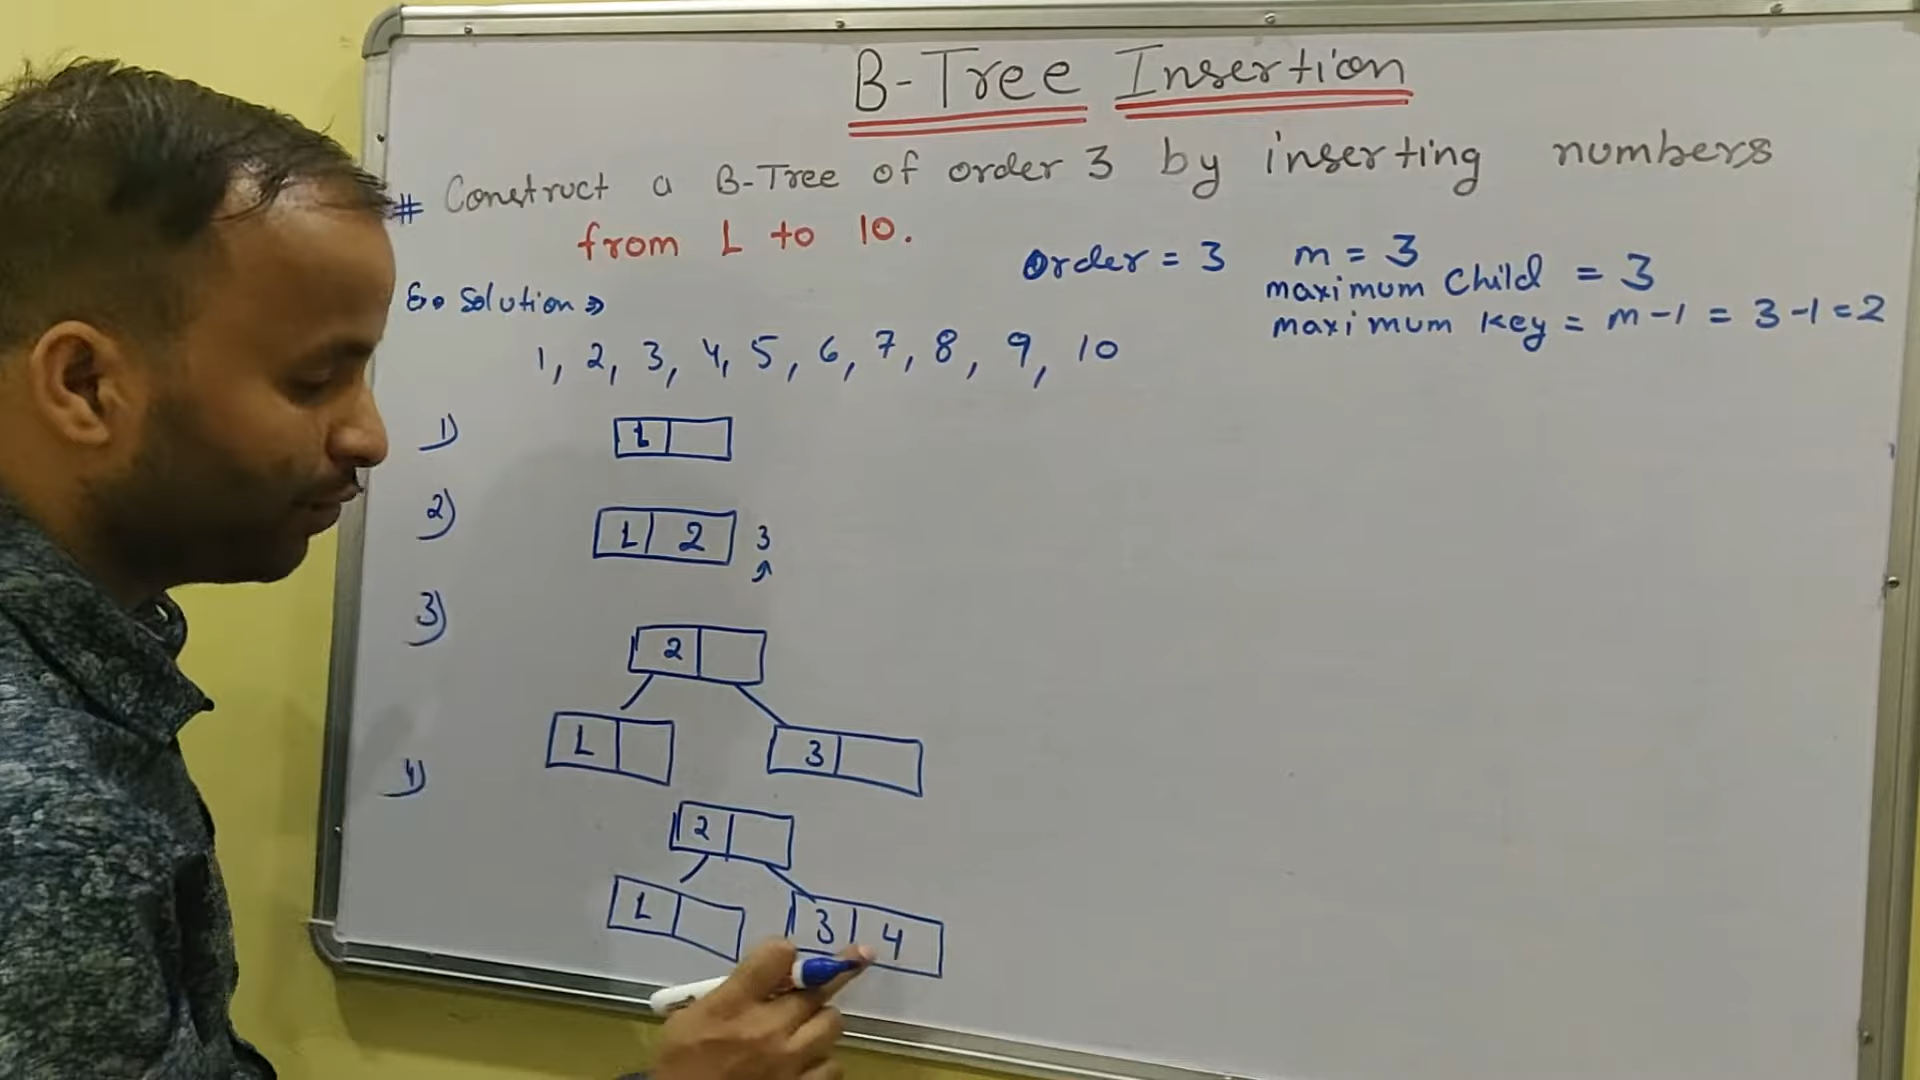 B-Tree Insertion
# Construct a B-Tree of order 3 by inserting numbers
from 1 to 10.
Order = 3 m = 3
maximum Child = 3
maximum key = m-1 = 3-1=2
Solution ⇒
1, 2, 3, 4, 5, 6, 7, 8, 9, 10
1) 1
2) 1 2 3
3) 2
1 3
4) 2
1 3 4